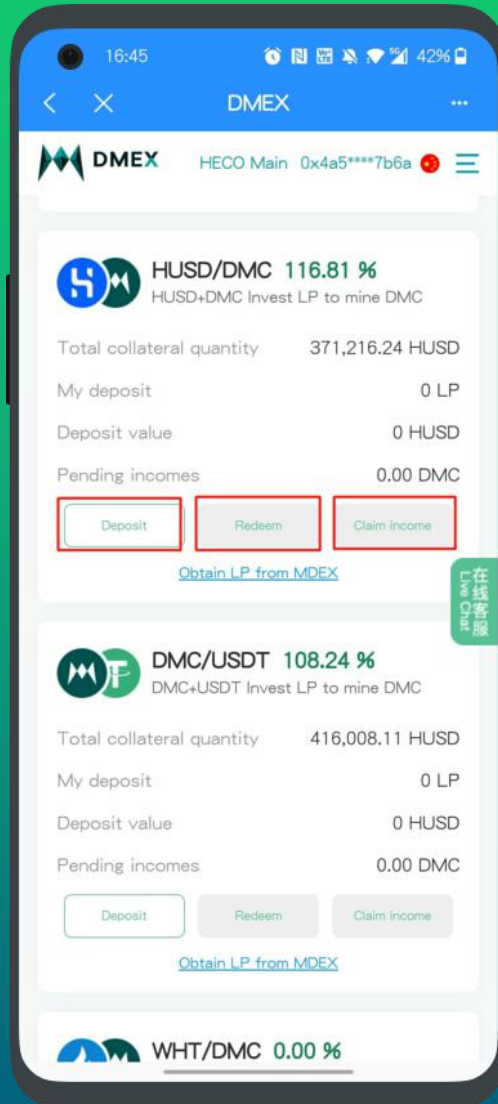 16:45
42%
DMEX
DMEX HECO Main 0x4a5****7b6a
HUSD/DMC 116.81 %
HUSD+DMC Invest LP to mine DMC
Total collateral quantity 371,216.24 HUSD
My deposit 0 LP
Deposit value 0 HUSD
Pending incomes 0.00 DMC
Deposit Redeem Claim income
Obtain LP from MDEX
在线客服
Live Chat
DMC/USDT 108.24 %
DMC+USDT Invest LP to mine DMC
Total collateral quantity 416,008.11 HUSD
My deposit 0 LP
Deposit value 0 HUSD
Pending incomes 0.00 DMC
Deposit Redeem Claim income
Obtain LP from MDEX
WHT/DMC 0.00 %